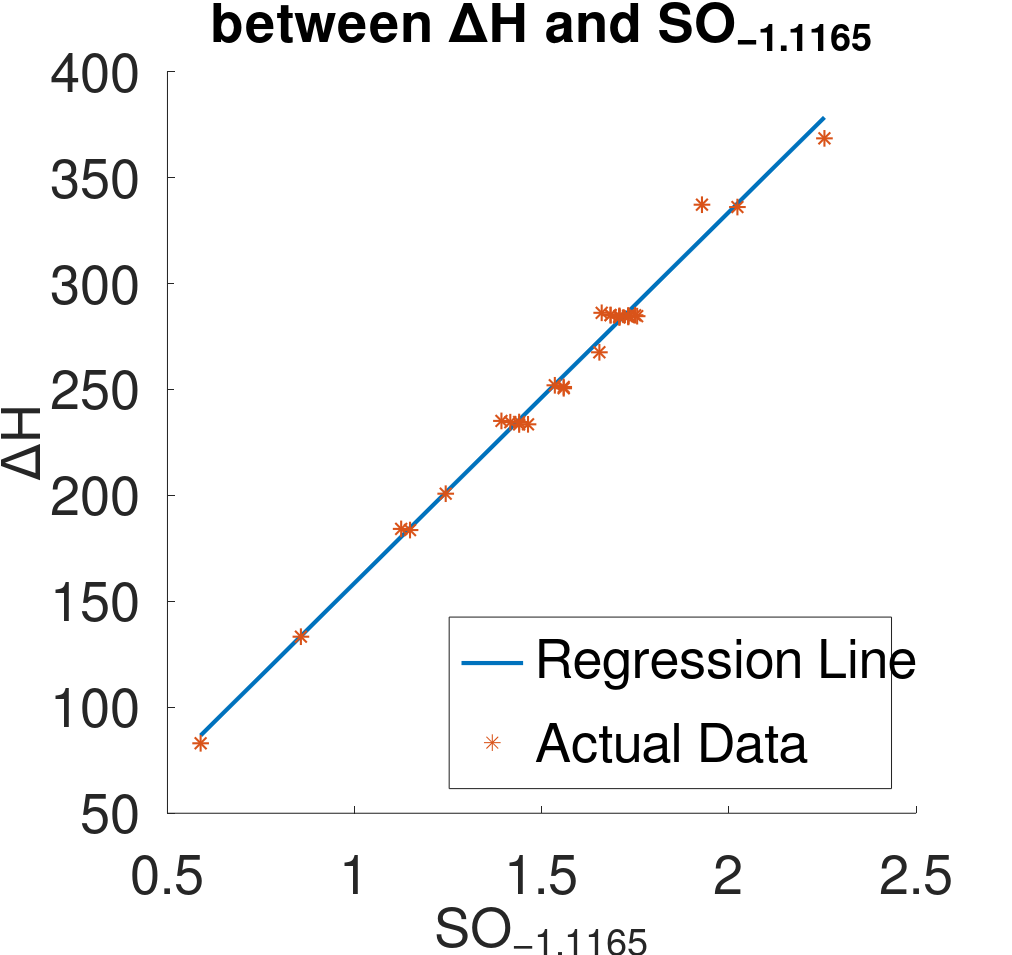 between ΔH and SO₋₁.₁₁₆₅
400
350
300
250
200
150
100
50
ΔH
Regression Line
Actual Data
0.5 1 1.5 2 2.5
SO₋₁.₁₁₆₅